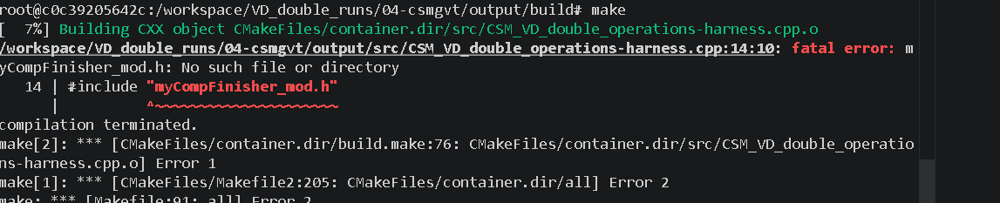 root@c0c39205642c:/workspace/VD_double_runs/04-csmgvt/output/build# make
[  7%] Building CXX object CMakeFiles/container.dir/src/CSM_VD_double_operations-harness.cpp.o
/workspace/VD_double_runs/04-csmgvt/output/src/CSM_VD_double_operations-harness.cpp:14:10: fatal error: m
yCompFinisher_mod.h: No such file or directory
   14 | #include "myCompFinisher_mod.h"
      |          ^~~~~~~~~~~~~~~~~~~~~~
compilation terminated.
make[2]: *** [CMakeFiles/container.dir/build.make:76: CMakeFiles/container.dir/src/CSM_VD_double_operatio
ns-harness.cpp.o] Error 1
make[1]: *** [CMakeFiles/Makefile2:205: CMakeFiles/container.dir/all] Error 2
make: *** [Makefile:91: all] Error 2